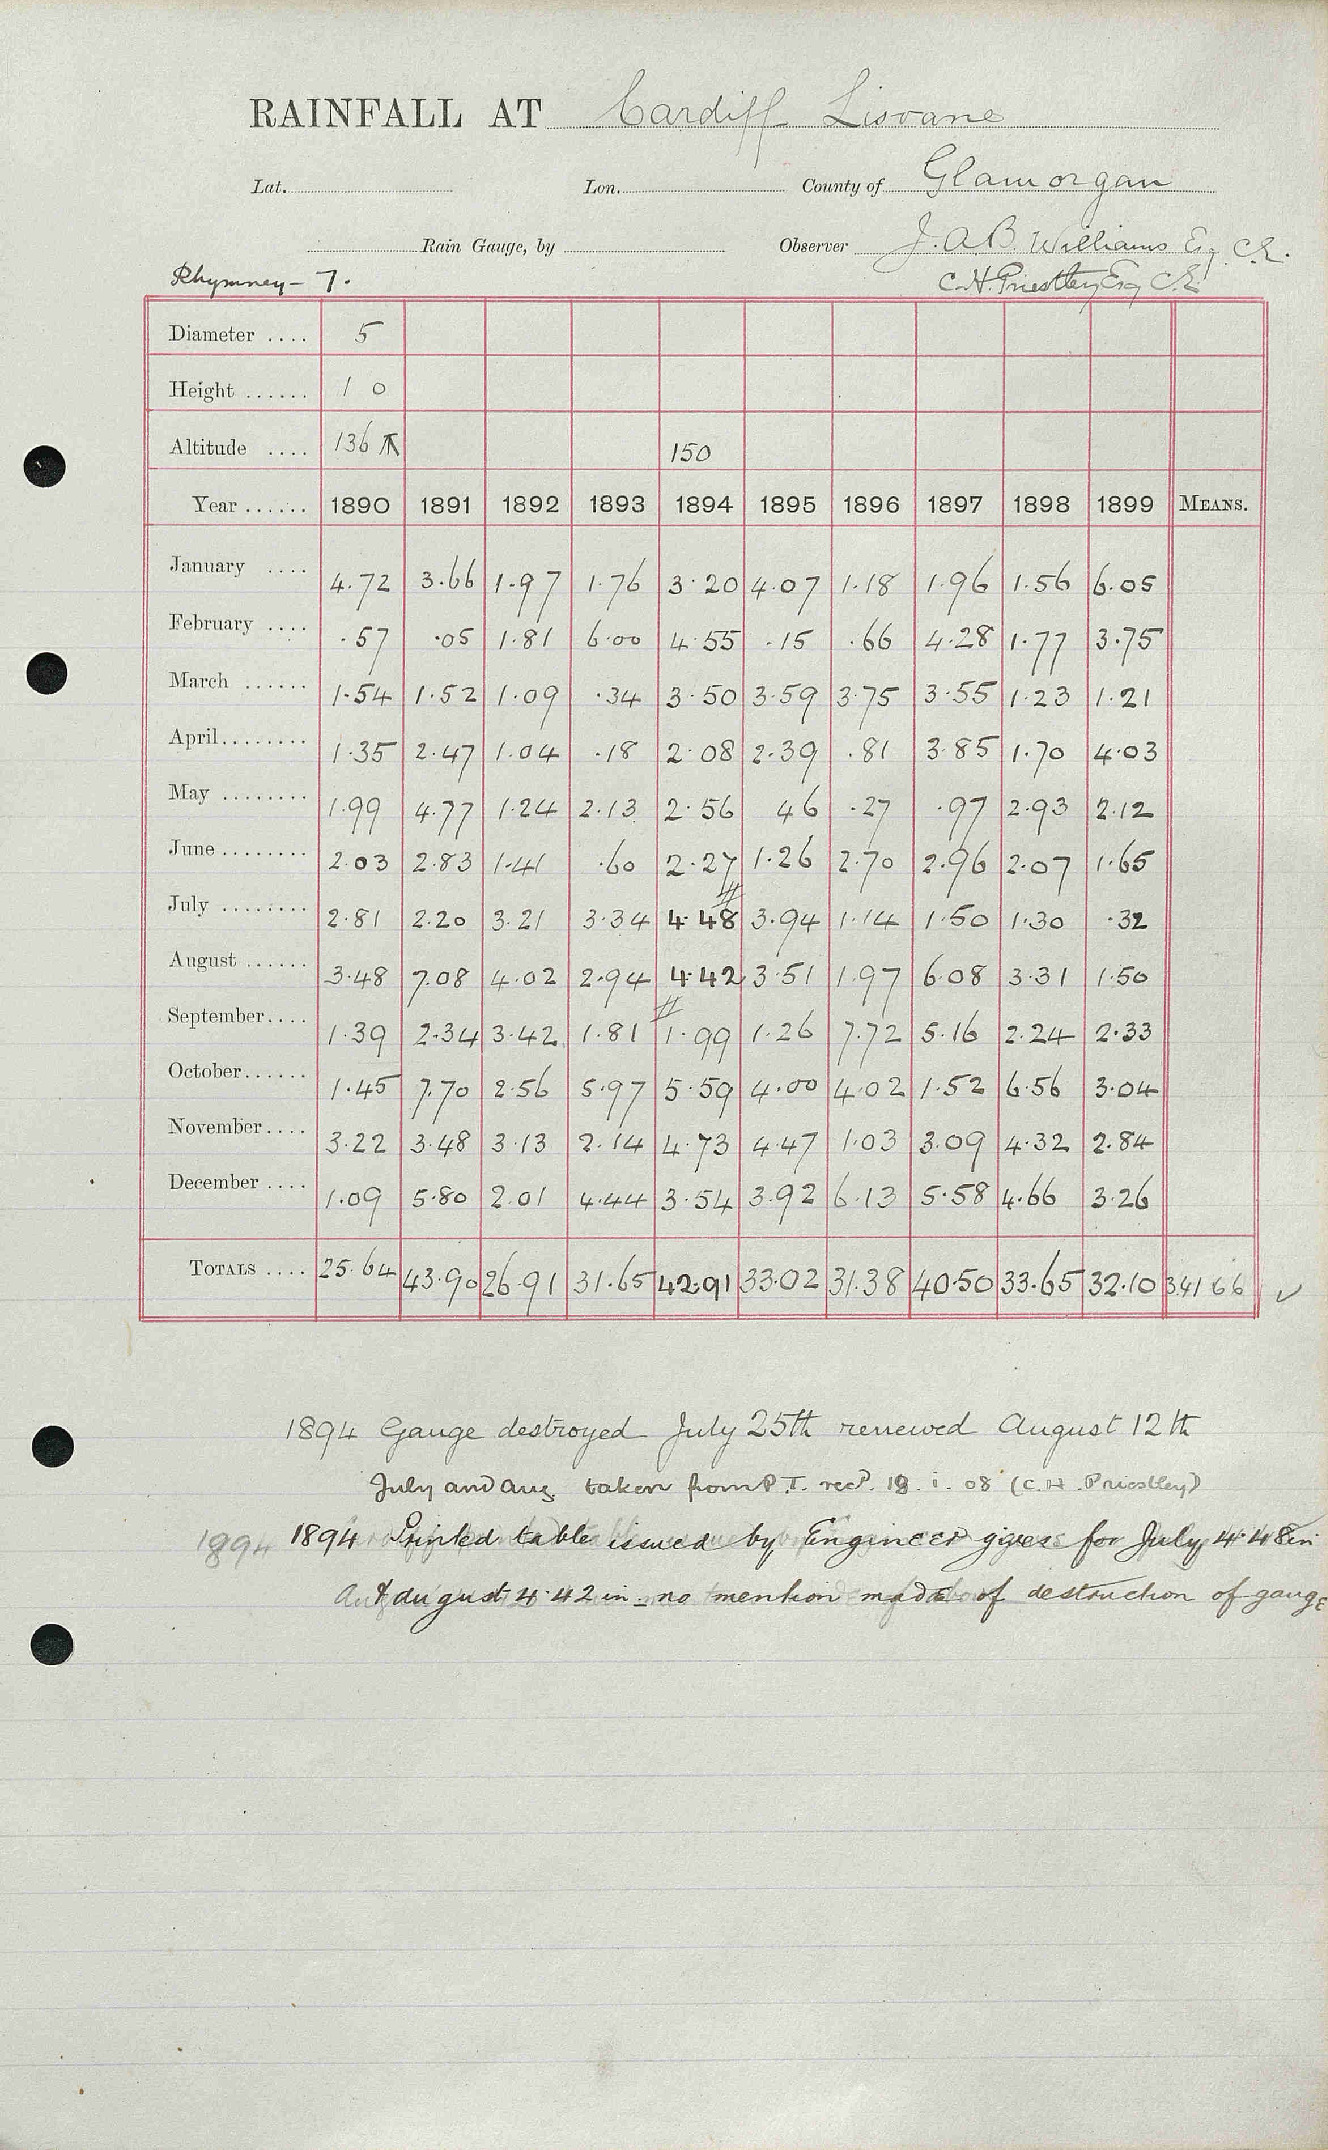 RAINFALL AT Cardiff Lisvane
Lat. Lon. County of Glamorgan
Rain Gauge, by Observer J. A. B. Williams Esq C.E.
Rhymney - 7. C. H. Priestley Esq C.E
Diameter .... 5
Height ...... 1 0
Altitude .... 136 150
Year ...... 1890 1891 1892 1893 1894 1895 1896 1897 1898 1899 MEANS.
January .... 4.72 3.66 1.97 1.76 3.20 4.07 1.18 1.96 1.56 6.05
February .... .57 .05 1.81 6.00 4.55 .15 .66 4.28 1.77 3.75
March ...... 1.54 1.52 1.09 .34 3.50 3.59 3.75 3.55 1.23 1.21
April........ 1.35 2.47 1.04 .18 2.08 2.39 .81 3.85 1.70 4.03
May ........ 1.99 4.77 1.24 2.13 2.56 46 .27 .97 2.93 2.12
June ........ 2.03 2.83 1.41 .60 2.27 1.26 2.70 2.96 2.07 1.65
July ........ 2.81 2.20 3.21 3.34 4.48 3.94 1.14 1.50 1.30 .32
August ...... 3.48 7.08 4.02 2.94 4.42 3.51 1.97 6.08 3.31 1.50
September.... 1.39 2.34 3.42 1.81 1.99 1.26 7.72 5.16 2.24 2.33
October...... 1.45 7.70 2.56 5.97 5.59 4.00 4.02 1.52 6.56 3.04
November.... 3.22 3.48 3.13 2.14 4.73 4.47 1.03 3.09 4.32 2.84
December .... 1.09 5.80 2.01 4.44 3.54 3.92 6.13 5.58 4.66 3.26
TOTALS .... 25.64 43.90 26.91 31.65 42.91 33.02 31.38 40.50 33.65 32.10 341 66 ✓
1894 Gauge destroyed July 25th renewed August 12th
July and Aug taken from P.T. recd. 18. i. 08 (C. H. Priestley)
1894 1894 Printed table issued by Engineer gives for July 4.48 in
& August 4.42 in - no mention made of destruction of gauge